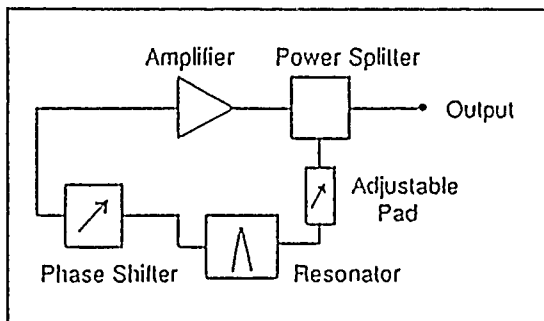 Amplifier
Power Splitter
Output
Adjustable
Pad
Phase Shifter
Resonator